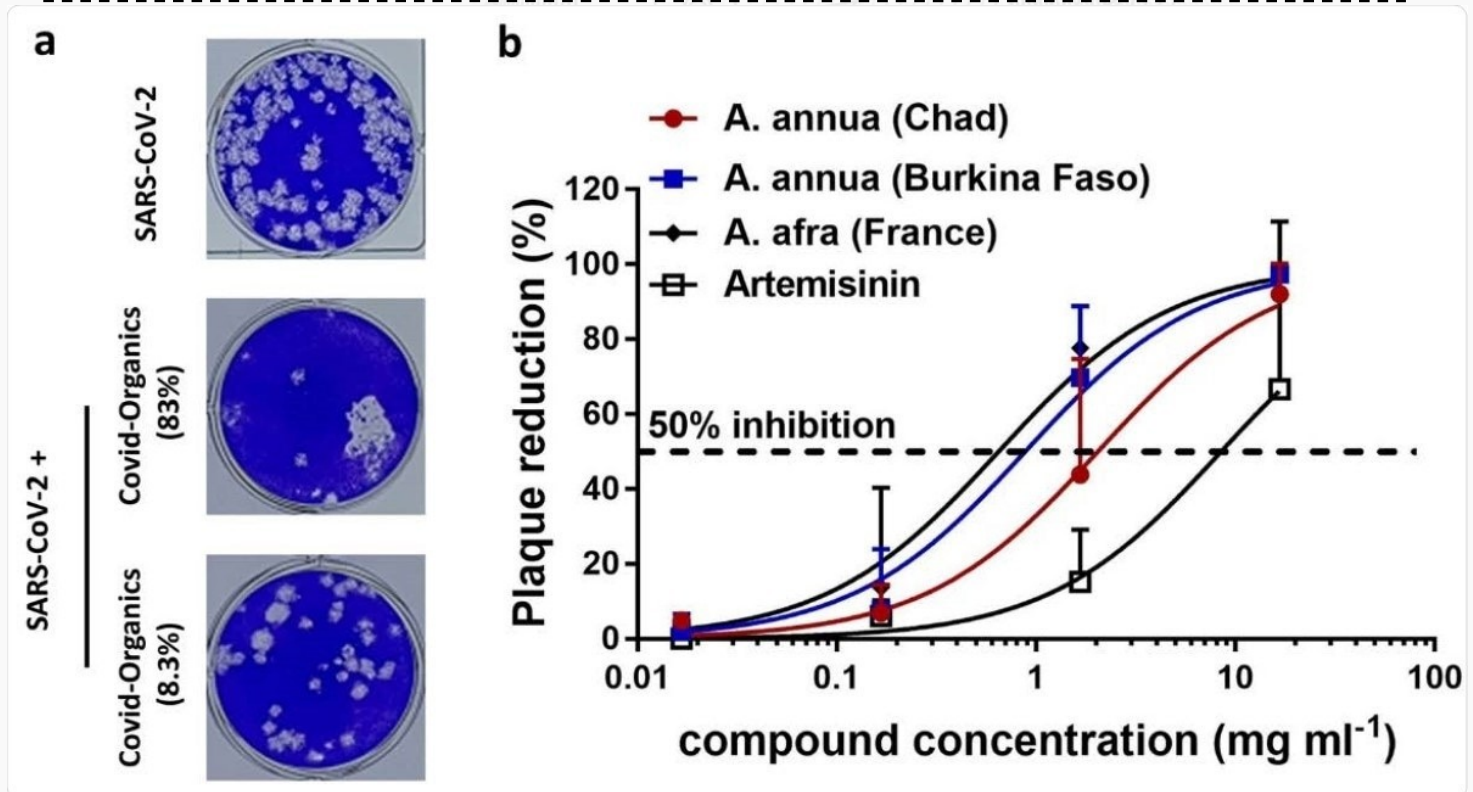 a
SARS-CoV-2
SARS-CoV-2 +
Covid-Organics
(83%)
Covid-Organics
(8.3%)
b
A. annua (Chad)
A. annua (Burkina Faso)
A. afra (France)
Artemisinin
Plaque reduction (%)
120
100
80
60
40
20
0
50% inhibition
0.01 0.1 1 10 100
compound concentration (mg ml⁻¹)